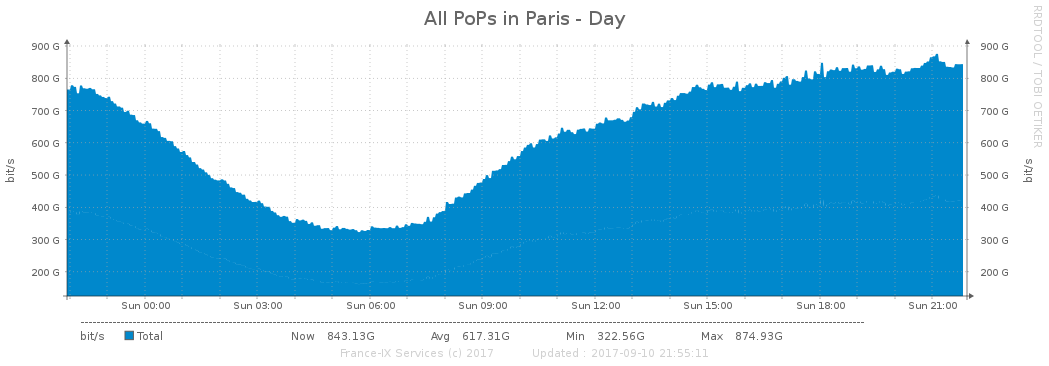 All PoPs in Paris - Day
RRDTOOL / TOBI OETIKER
900 G 900 G
800 G 800 G
700 G 700 G
600 G 600 G
500 G 500 G
400 G 400 G
300 G 300 G
200 G 200 G
bit/s bit/s
Sun 00:00 Sun 03:00 Sun 06:00 Sun 09:00 Sun 12:00 Sun 15:00 Sun 18:00 Sun 21:00
bit/s Total Now 843.13G Avg 617.31G Min 322.56G Max 874.93G
France-IX Services (c) 2017 Updated : 2017-09-10 21:55:11